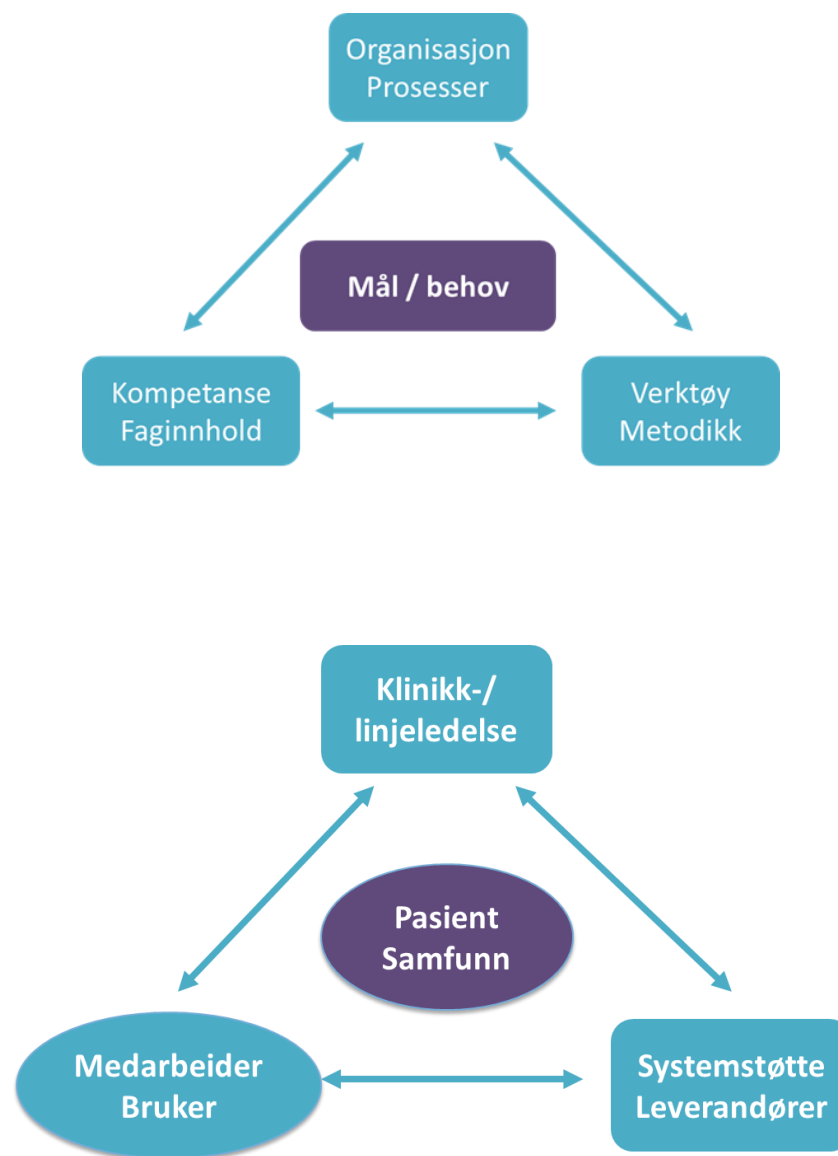 Organisasjon
Prosesser
Mål / behov
Kompetanse
Faginnhold
Verktøy
Metodikk
Klinikk-/
linjeledelse
Pasient
Samfunn
Medarbeider
Bruker
Systemstøtte
Leverandører